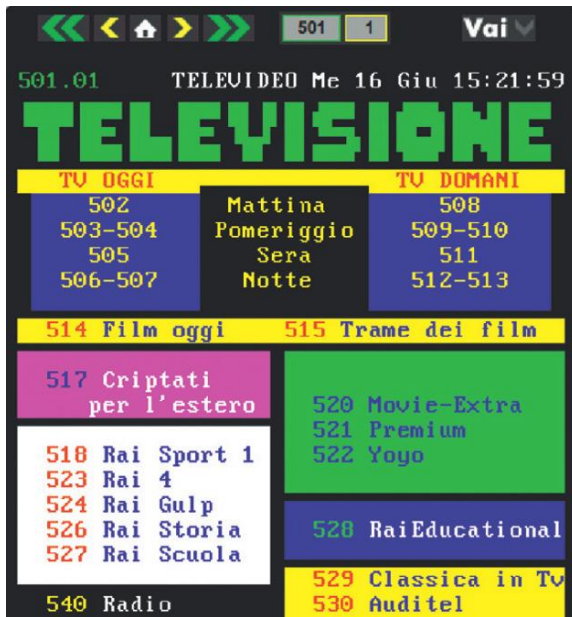 501 1 Vai
501.01 TELEVIDEO Me 16 Giu 15:21:59
TELEVISIONE
TV OGGI TV DOMANI
502 Mattina 508
503-504 Pomeriggio 509-510
505 Sera 511
506-507 Notte 512-513
514 Film oggi 515 Trame dei film
517 Criptati
per l'estero
520 Movie-Extra
521 Premium
522 Yoyo
518 Rai Sport 1
523 Rai 4
524 Rai Gulp
526 Rai Storia
527 Rai Scuola
528 RaiEducational
529 Classica in Tv
540 Radio 530 Auditel